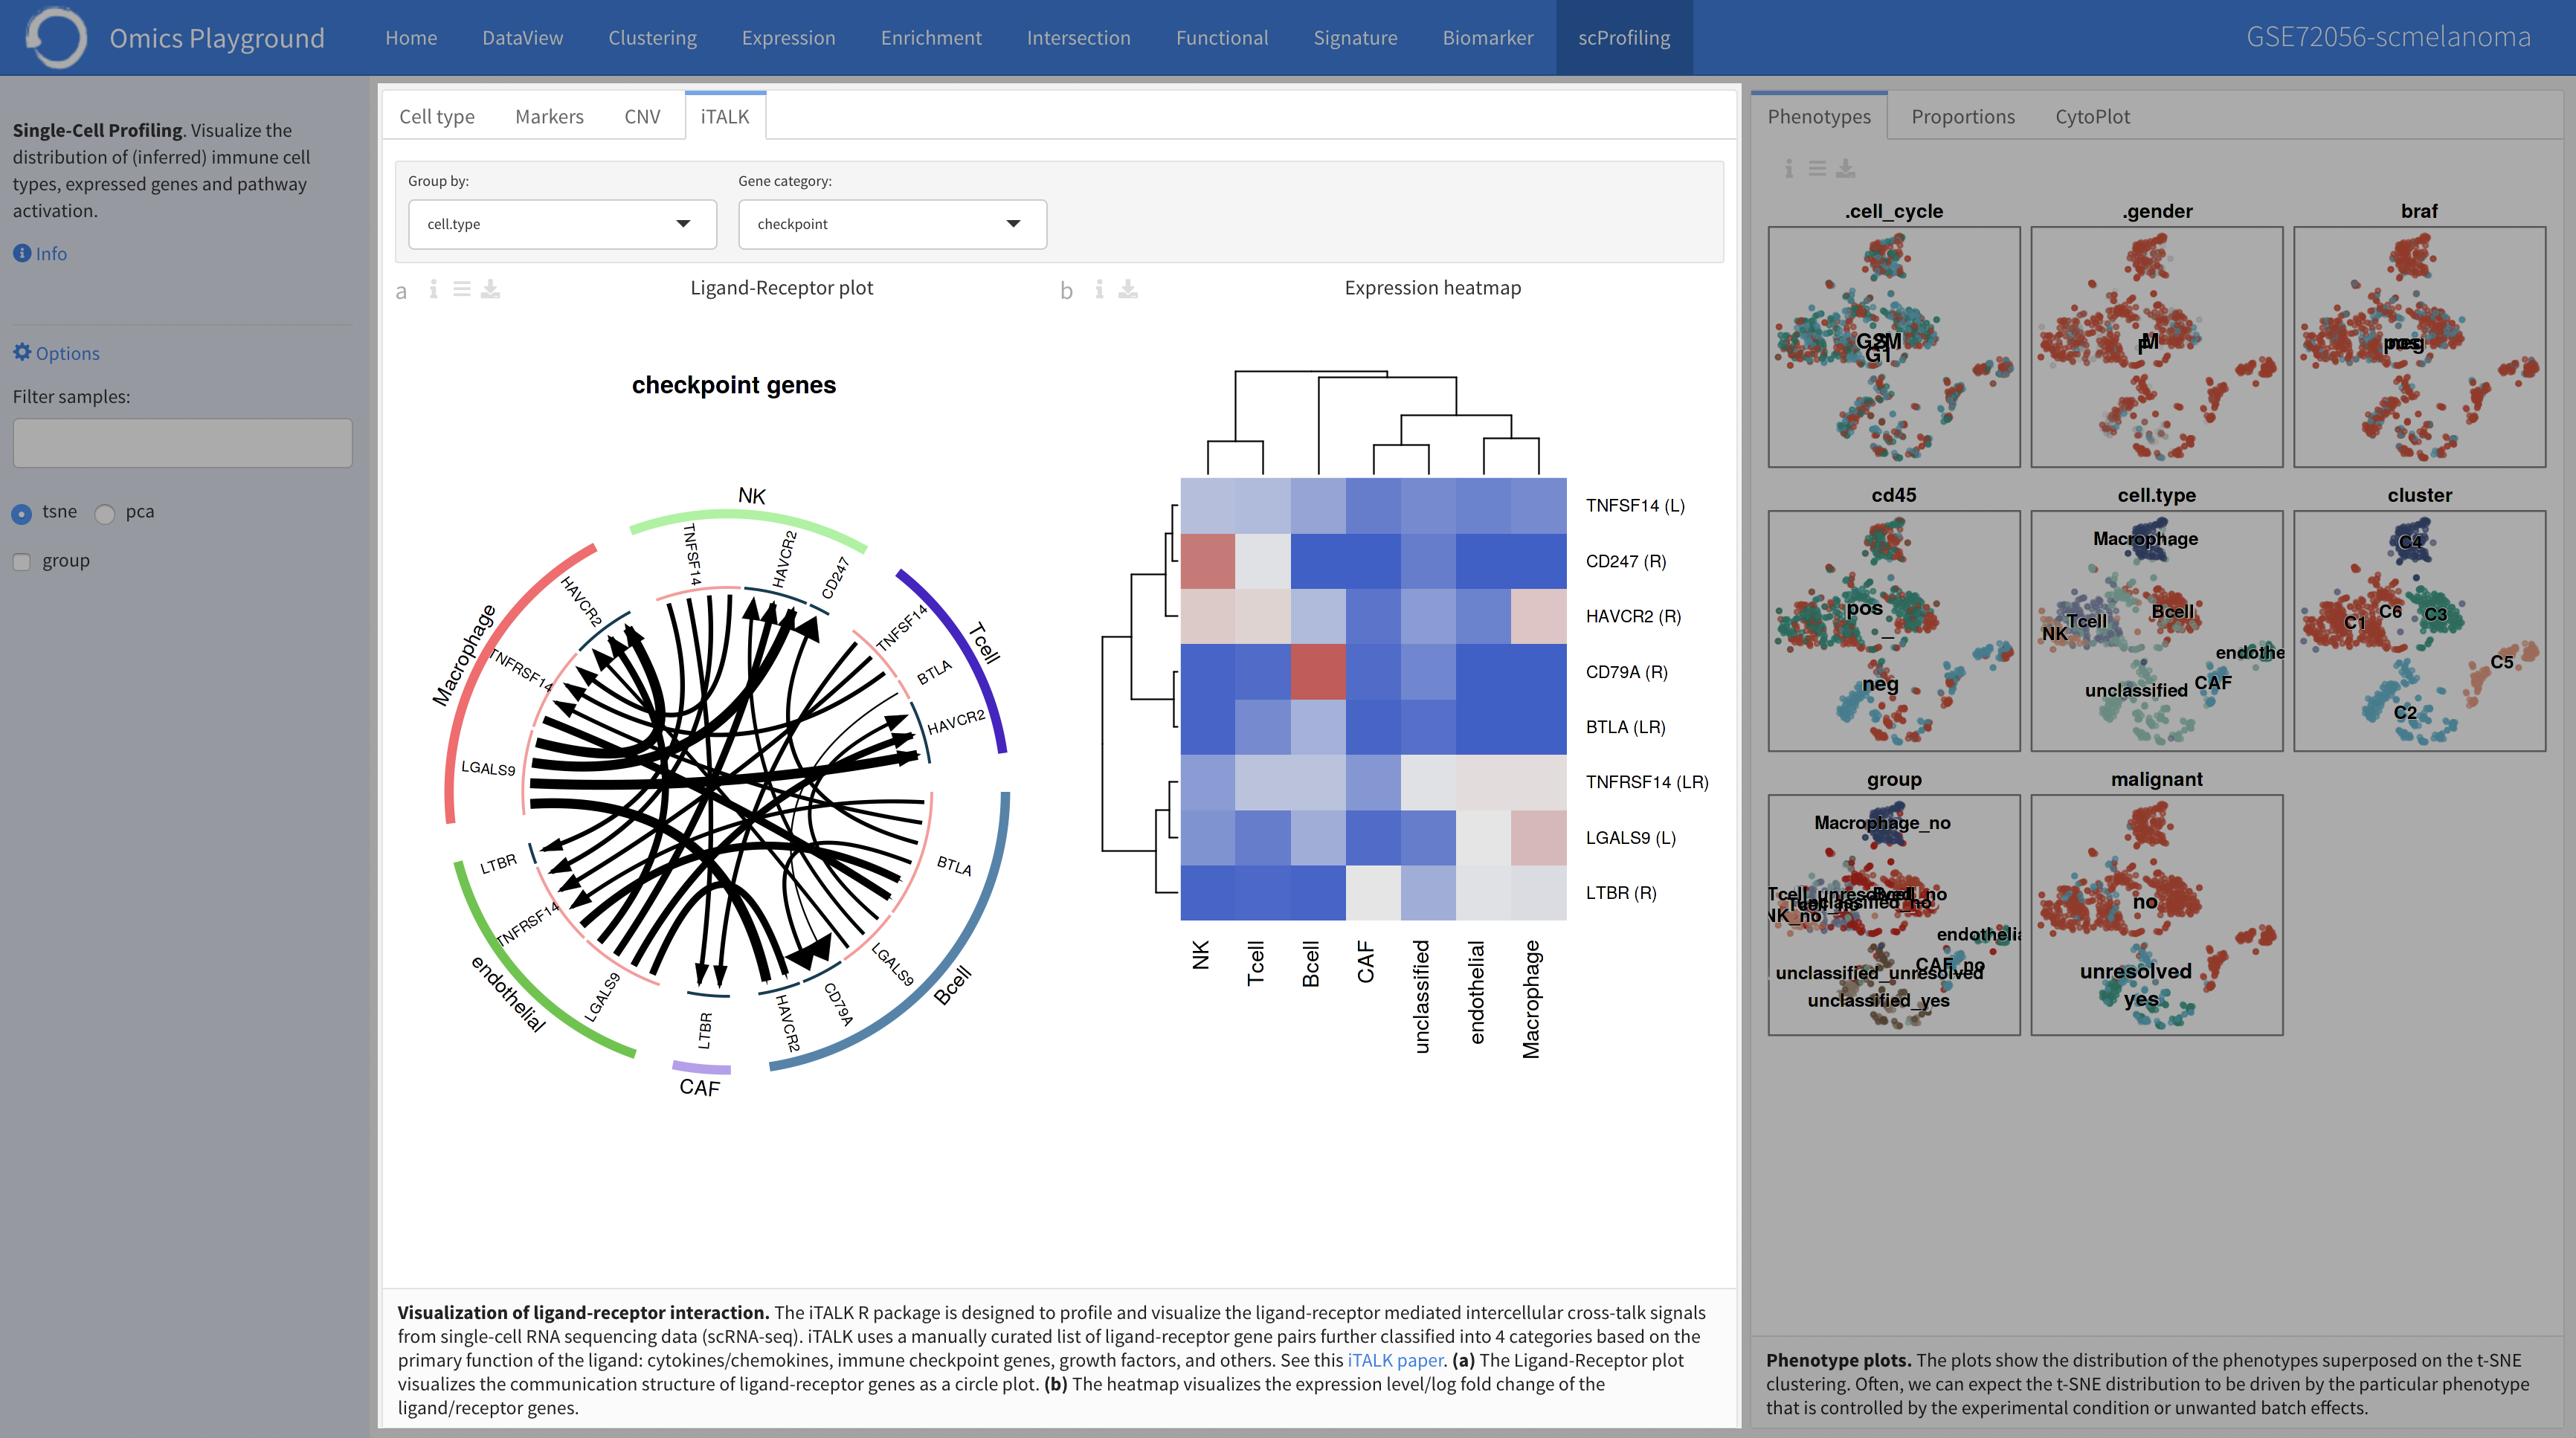 Omics Playground
Home DataView Clustering Expression Enrichment Intersection Functional Signature Biomarker scProfiling
GSE72056-scmelanoma
Single-Cell Profiling. Visualize the
distribution of (inferred) immune cell
types, expressed genes and pathway
activation.
Info
Options
Filter samples:
tsne pca
group
Cell type Markers CNV iTALK
Group by:
cell.type
Gene category:
checkpoint
a
Ligand-Receptor plot
checkpoint genes
NK
TNFSF14
HAVCR2
CD247
Tcell
TNFSF14
BTLA
HAVCR2
Bcell
BTLA
LGALS9
CD79A
HAVCR2
CAF
LTBR
endothelial
LGALS9
TNFRSF14
LTBR
Macrophage
LGALS9
TNFRSF14
HAVCR2
b
Expression heatmap
TNFSF14 (L)
CD247 (R)
HAVCR2 (R)
CD79A (R)
BTLA (LR)
TNFRSF14 (LR)
LGALS9 (L)
LTBR (R)
NK
Tcell
Bcell
CAF
unclassified
endothelial
Macrophage
Visualization of ligand-receptor interaction. The iTALK R package is designed to profile and visualize the ligand-receptor mediated intercellular cross-talk signals
from single-cell RNA sequencing data (scRNA-seq). iTALK uses a manually curated list of ligand-receptor gene pairs further classified into 4 categories based on the
primary function of the ligand: cytokines/chemokines, immune checkpoint genes, growth factors, and others. See this iTALK paper. (a) The Ligand-Receptor plot
visualizes the communication structure of ligand-receptor genes as a circle plot. (b) The heatmap visualizes the expression level/log fold change of the
ligand/receptor genes.
Phenotypes Proportions CytoPlot
.cell_cycle
G1
.gender
M
braf
neg
cd45
pos
_
neg
cell.type
Macrophage
Tcell
Bcell
NK
endothe
unclassified
CAF
cluster
C4
C6
C3
C1
C5
C2
group
Macrophage_no
Tcell_unresolved
Bcell_no
unclassified_no
NK_no
endothelia
CAF_no
unclassified_unresolved
unclassified_yes
malignant
no
unresolved
yes
Phenotype plots. The plots show the distribution of the phenotypes superposed on the t-SNE
clustering. Often, we can expect the t-SNE distribution to be driven by the particular phenotype
that is controlled by the experimental condition or unwanted batch effects.